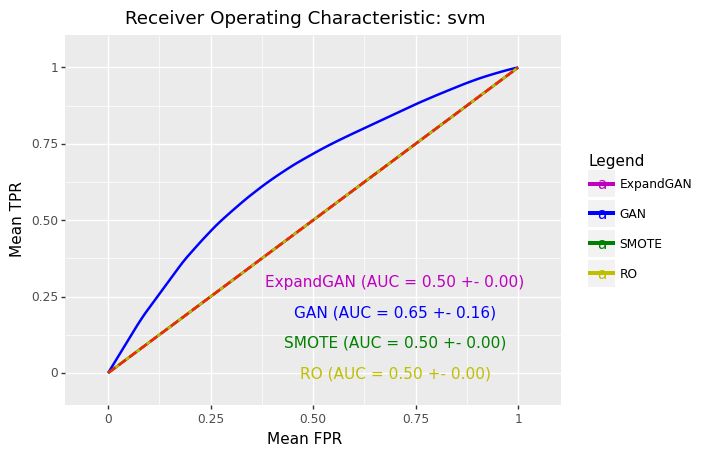 Receiver Operating Characteristic: svm
Mean TPR
1
0.75
0.50
0.25
0
ExpandGAN (AUC = 0.50 +- 0.00)
GAN (AUC = 0.65 +- 0.16)
SMOTE (AUC = 0.50 +- 0.00)
RO (AUC = 0.50 +- 0.00)
0 0.25 0.50 0.75 1
Mean FPR
Legend
a ExpandGAN
a GAN
a SMOTE
a RO